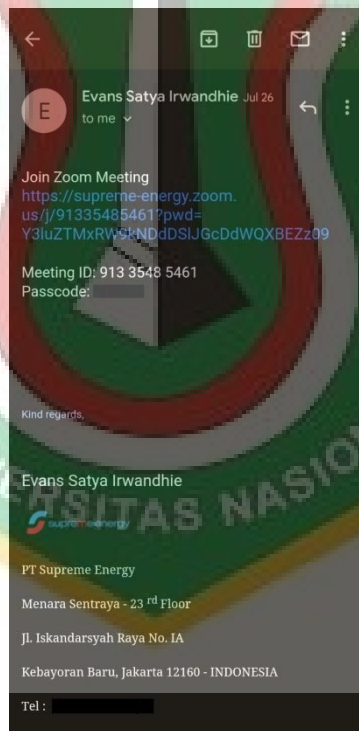 E
Evans Satya Irwandhie Jul 26
to me
Join Zoom Meeting
https://supreme-energy.zoom.
us/j/91335485461?pwd=
Meeting ID: 913 3548 5461
Passcode:
Kind regards,
Evans Satya Irwandhie
supreme energy
PT Supreme Energy
Menara Sentraya - 23 rd Floor
Jl. Iskandarsyah Raya No. IA
Kebayoran Baru, Jakarta 12160 - INDONESIA
Tel :
ERSITAS NASIO